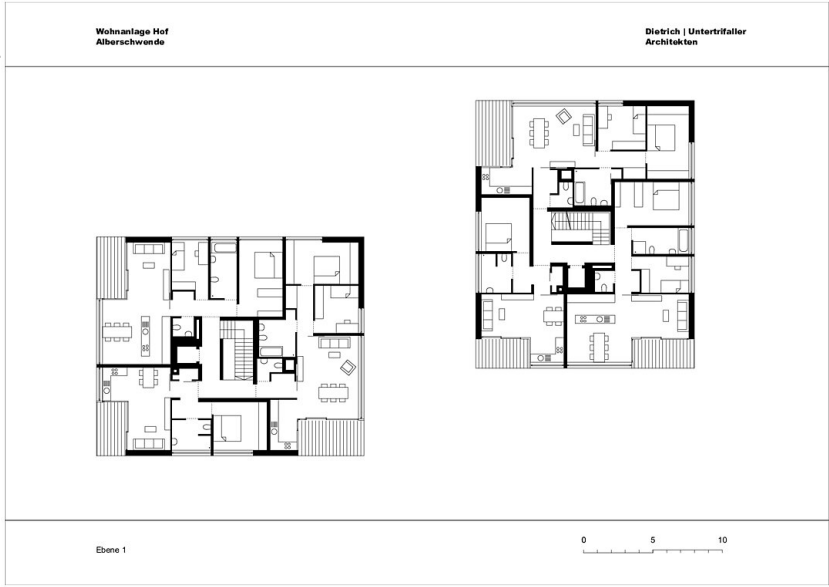 Wohnanlage Hof
Alberschwende
Dietrich | Untertrifaller
Architekten
Ebene 1
0 5 10